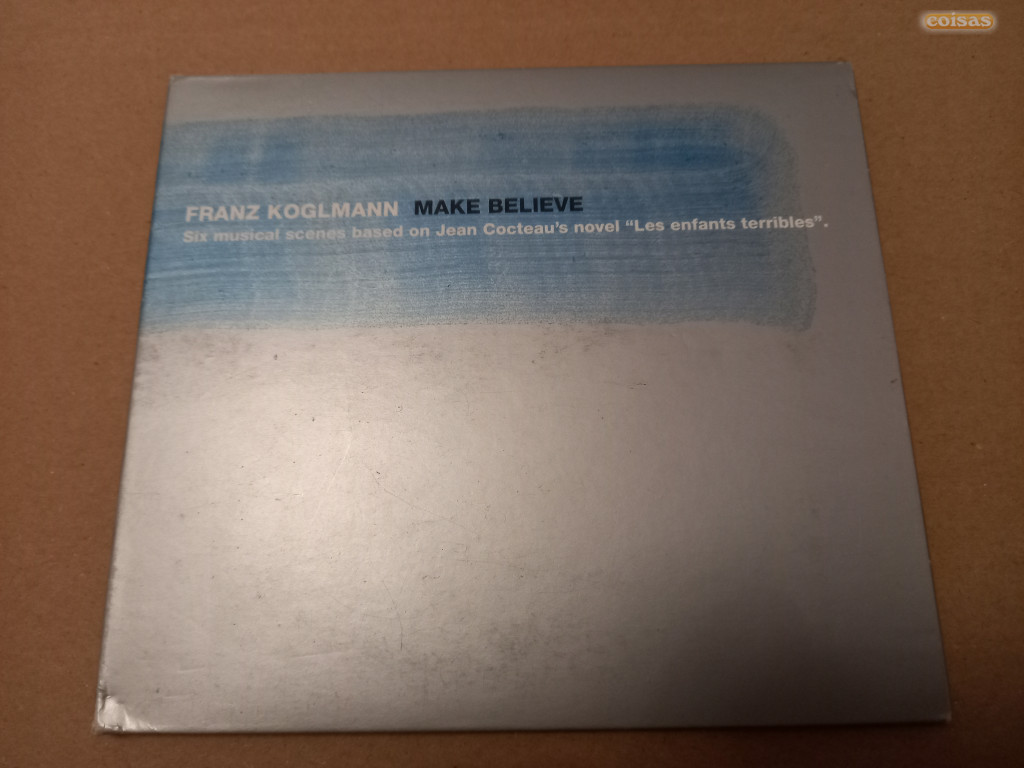 coisas
FRANZ KOGLMANN MAKE BELIEVE
Six musical scenes based on Jean Cocteau's novel "Les enfants terribles".